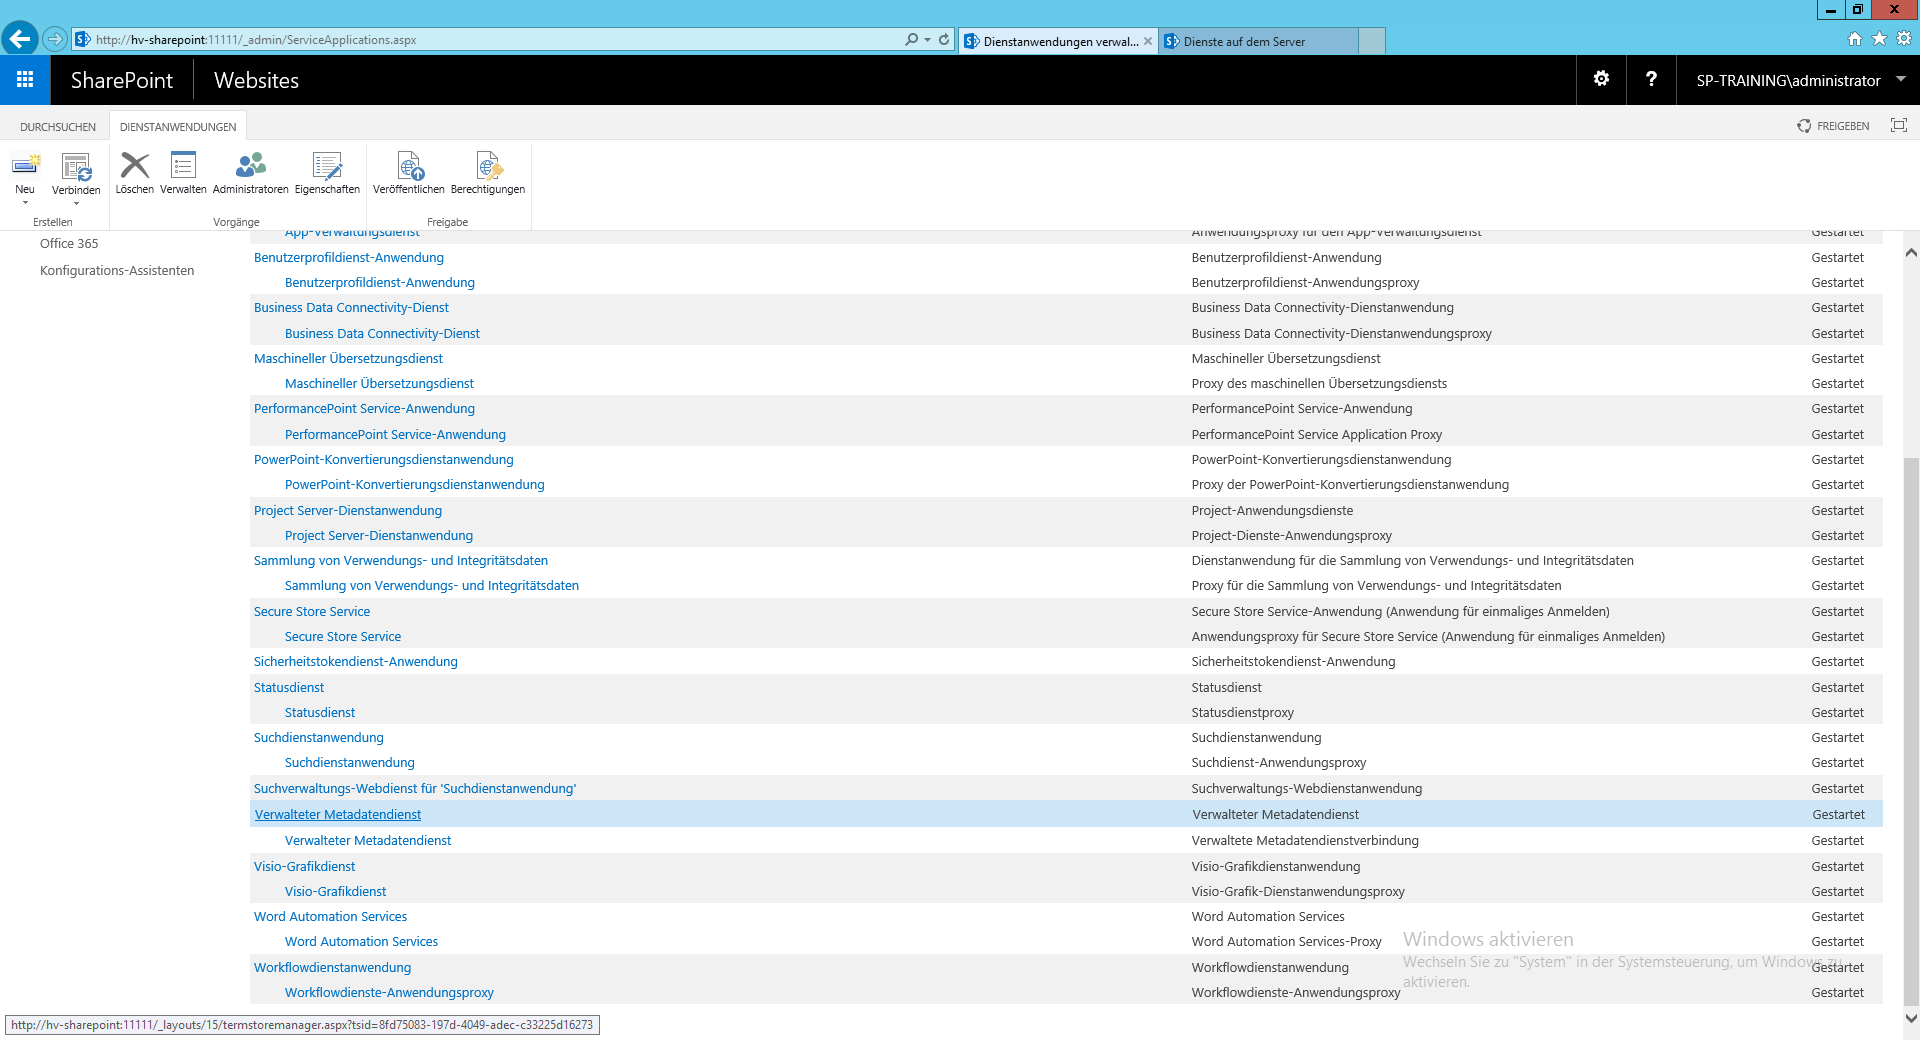 http://hv-sharepoint:11111/_admin/ServiceApplications.aspx
Dienstanwendungen verwal...
Dienste auf dem Server
SharePoint
Websites
?
SP-TRAINING\administrator
DURCHSUCHEN
DIENSTANWENDUNGEN
FREIGEBEN
Neu
Verbinden
Löschen
Verwalten
Administratoren
Eigenschaften
Veröffentlichen
Berechtigungen
Erstellen
Vorgänge
Freigabe
Office 365
Konfigurations-Assistenten
App-Verwaltungsdienst Anwendungsproxy für den App-Verwaltungsdienst Gestartet
Benutzerprofildienst-Anwendung Benutzerprofildienst-Anwendung Gestartet
Benutzerprofildienst-Anwendung Benutzerprofildienst-Anwendungsproxy Gestartet
Business Data Connectivity-Dienst Business Data Connectivity-Dienstanwendung Gestartet
Business Data Connectivity-Dienst Business Data Connectivity-Dienstanwendungsproxy Gestartet
Maschineller Übersetzungsdienst Maschineller Übersetzungsdienst Gestartet
Maschineller Übersetzungsdienst Proxy des maschinellen Übersetzungsdiensts Gestartet
PerformancePoint Service-Anwendung PerformancePoint Service-Anwendung Gestartet
PerformancePoint Service-Anwendung PerformancePoint Service Application Proxy Gestartet
PowerPoint-Konvertierungsdienstanwendung PowerPoint-Konvertierungsdienstanwendung Gestartet
PowerPoint-Konvertierungsdienstanwendung Proxy der PowerPoint-Konvertierungsdienstanwendung Gestartet
Project Server-Dienstanwendung Project-Anwendungsdienste Gestartet
Project Server-Dienstanwendung Project-Dienste-Anwendungsproxy Gestartet
Sammlung von Verwendungs- und Integritätsdaten Dienstanwendung für die Sammlung von Verwendungs- und Integritätsdaten Gestartet
Sammlung von Verwendungs- und Integritätsdaten Proxy für die Sammlung von Verwendungs- und Integritätsdaten Gestartet
Secure Store Service Secure Store Service-Anwendung (Anwendung für einmaliges Anmelden) Gestartet
Secure Store Service Anwendungsproxy für Secure Store Service (Anwendung für einmaliges Anmelden) Gestartet
Sicherheitstokendienst-Anwendung Sicherheitstokendienst-Anwendung Gestartet
Statusdienst Statusdienst Gestartet
Statusdienst Statusdienstproxy Gestartet
Suchdienstanwendung Suchdienstanwendung Gestartet
Suchdienstanwendung Suchdienst-Anwendungsproxy Gestartet
Suchverwaltungs-Webdienst für 'Suchdienstanwendung' Suchverwaltungs-Webdienstanwendung Gestartet
Verwalteter Metadatendienst Verwalteter Metadatendienst Gestartet
Verwalteter Metadatendienst Verwaltete Metadatendienstverbindung Gestartet
Visio-Grafikdienst Visio-Grafikdienstanwendung Gestartet
Visio-Grafikdienst Visio-Grafik-Dienstanwendungsproxy Gestartet
Word Automation Services Word Automation Services Gestartet
Word Automation Services Word Automation Services-Proxy Gestartet
Workflowdienstanwendung Workflowdienstanwendung Gestartet
Workflowdienste-Anwendungsproxy Workflowdienste-Anwendungsproxy Gestartet
Windows aktivieren
Wechseln Sie zu "System" in der Systemsteuerung, um Windows zu
aktivieren.
http://hv-sharepoint:11111/_layouts/15/termstoremanager.aspx?tsid=8fd75083-197d-4049-adec-c33225d16273